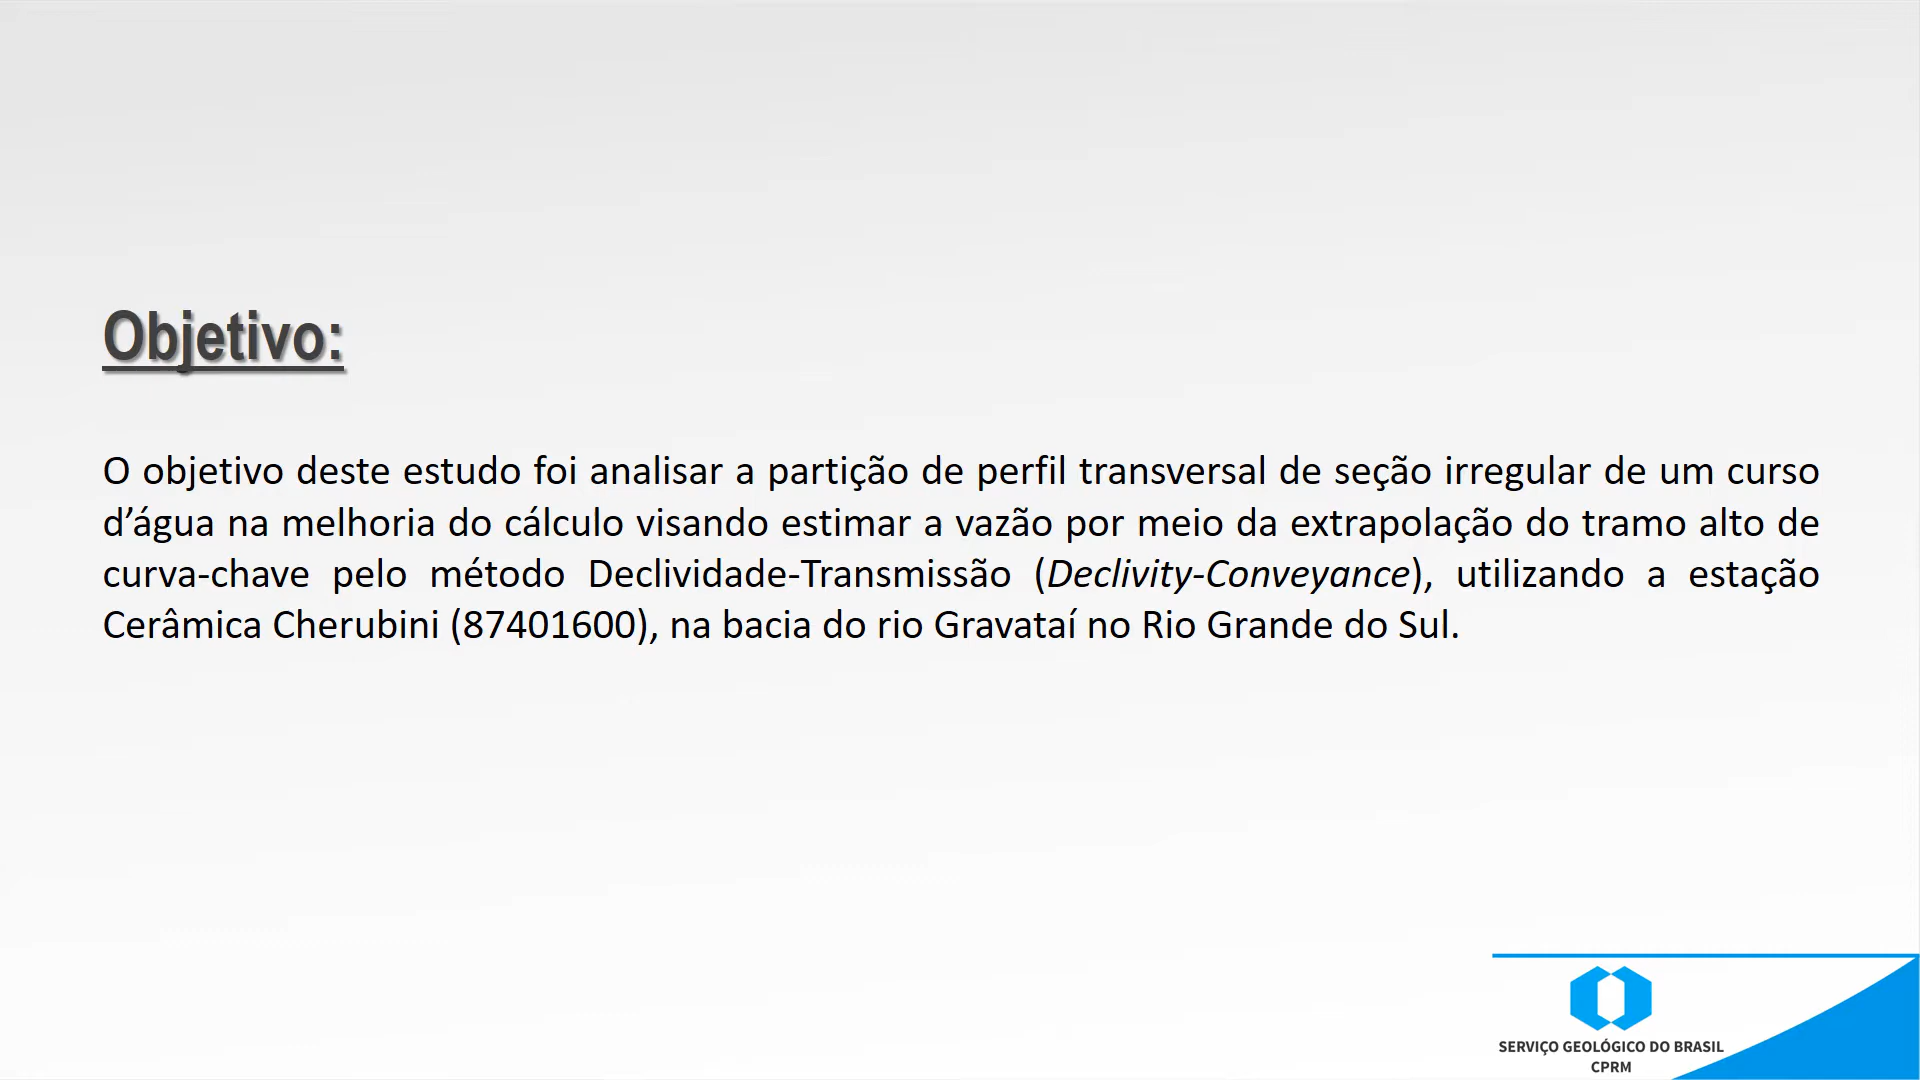 Objetivo:
O objetivo deste estudo foi analisar a partição de perfil transversal de seção irregular de um curso
d’água na melhoria do cálculo visando estimar a vazão por meio da extrapolação do tramo alto de
curva-chave pelo método Declividade-Transmissão (Declivity-Conveyance), utilizando a estação
Cerâmica Cherubini (87401600), na bacia do rio Gravataí no Rio Grande do Sul.
SERVIÇO GEOLÓGICO DO BRASIL
CPRM